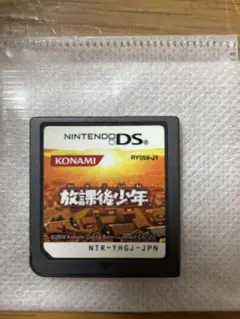 NINTENDO DS
RY059-J1
KONAMI
放課後少年
©2008 Konami Digital Entertainment Co., Ltd.
NTR-YHGJ-JPN